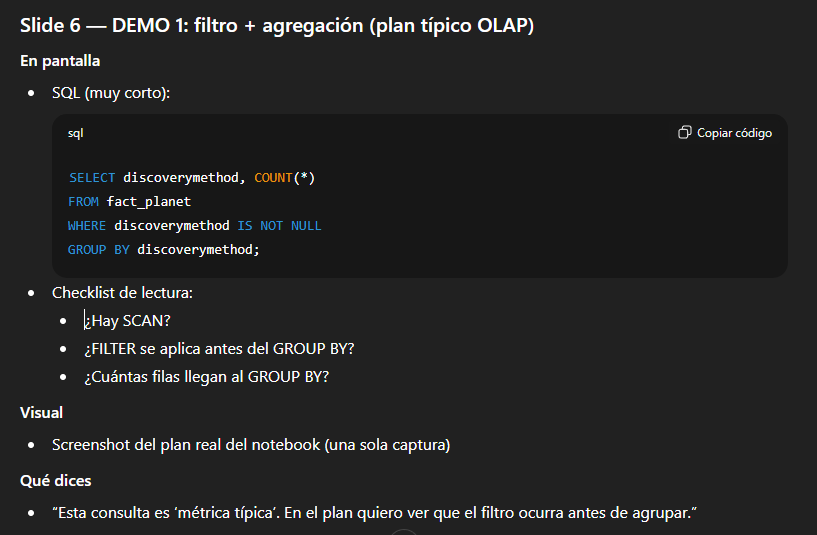 Slide 6 — DEMO 1: filtro + agregación (plan típico OLAP)
En pantalla
SQL (muy corto):
sql
Copiar código
SELECT discoverymethod, COUNT(*)
FROM fact_planet
WHERE discoverymethod IS NOT NULL
GROUP BY discoverymethod;
Checklist de lectura:
¿Hay SCAN?
¿FILTER se aplica antes del GROUP BY?
¿Cuántas filas llegan al GROUP BY?
Visual
Screenshot del plan real del notebook (una sola captura)
Qué dices
“Esta consulta es ‘métrica típica’. En el plan quiero ver que el filtro ocurra antes de agrupar.”